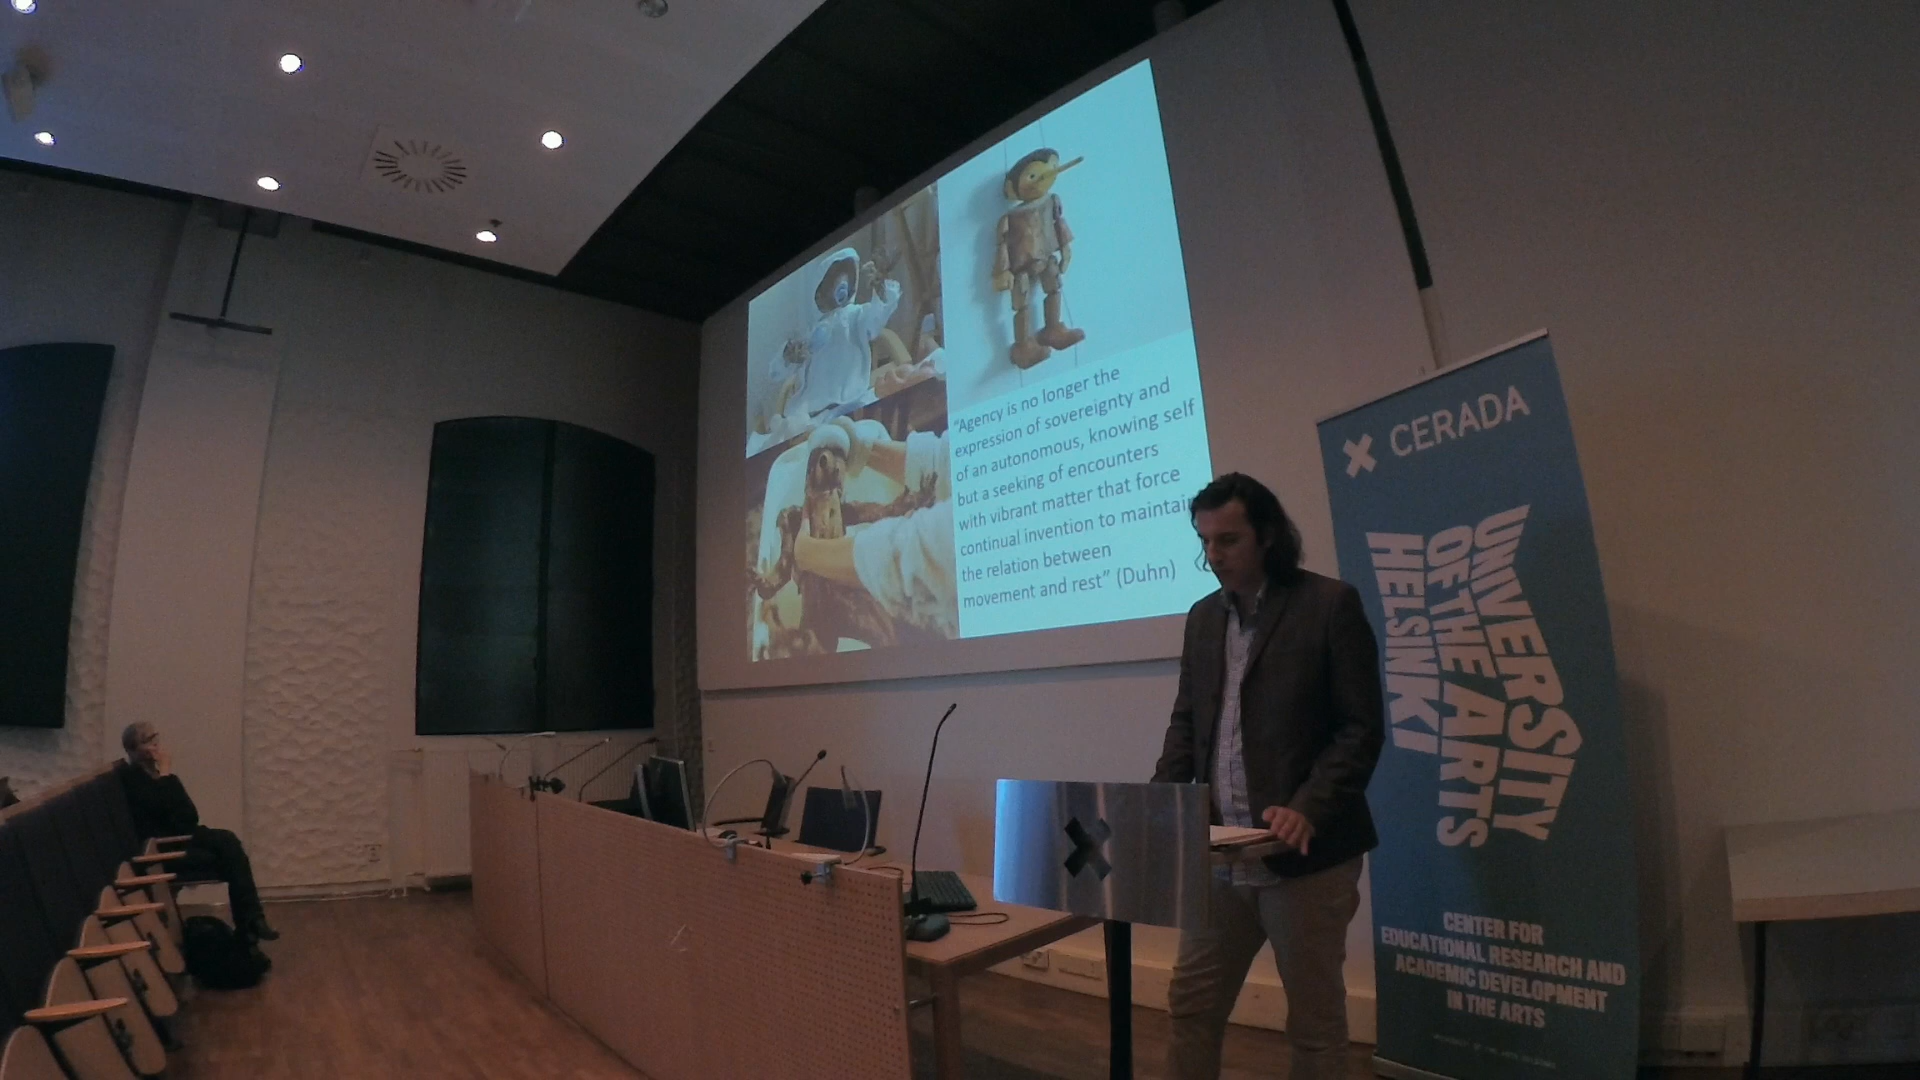 "Agency is no longer the
expression of sovereignty and
of an autonomous, knowing self
but a seeking of encounters
with vibrant matter that force
continual invention to maintain
the relation between
movement and rest" (Duhn)
CERADA
UNIVERSITY
OF THE ARTS
HELSINKI
CENTER FOR
EDUCATIONAL RESEARCH AND
ACADEMIC DEVELOPMENT
IN THE ARTS